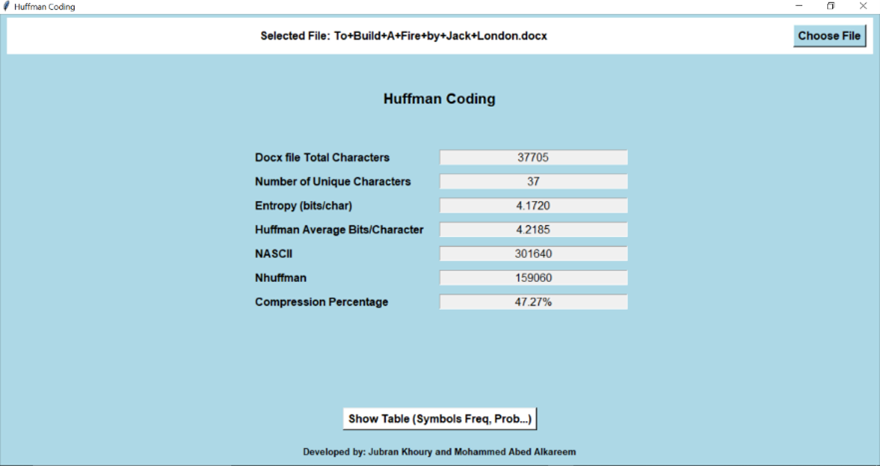 Huffman Coding
Selected File: To+Build+A+Fire+by+Jack+London.docx
Choose File
Huffman Coding
Docx file Total Characters 37705
Number of Unique Characters 37
Entropy (bits/char) 4.1720
Huffman Average Bits/Character 4.2185
NASCII 301640
Nhuffman 159060
Compression Percentage 47.27%
Show Table (Symbols Freq, Prob...)
Developed by: Jubran Khoury and Mohammed Abed Alkareem